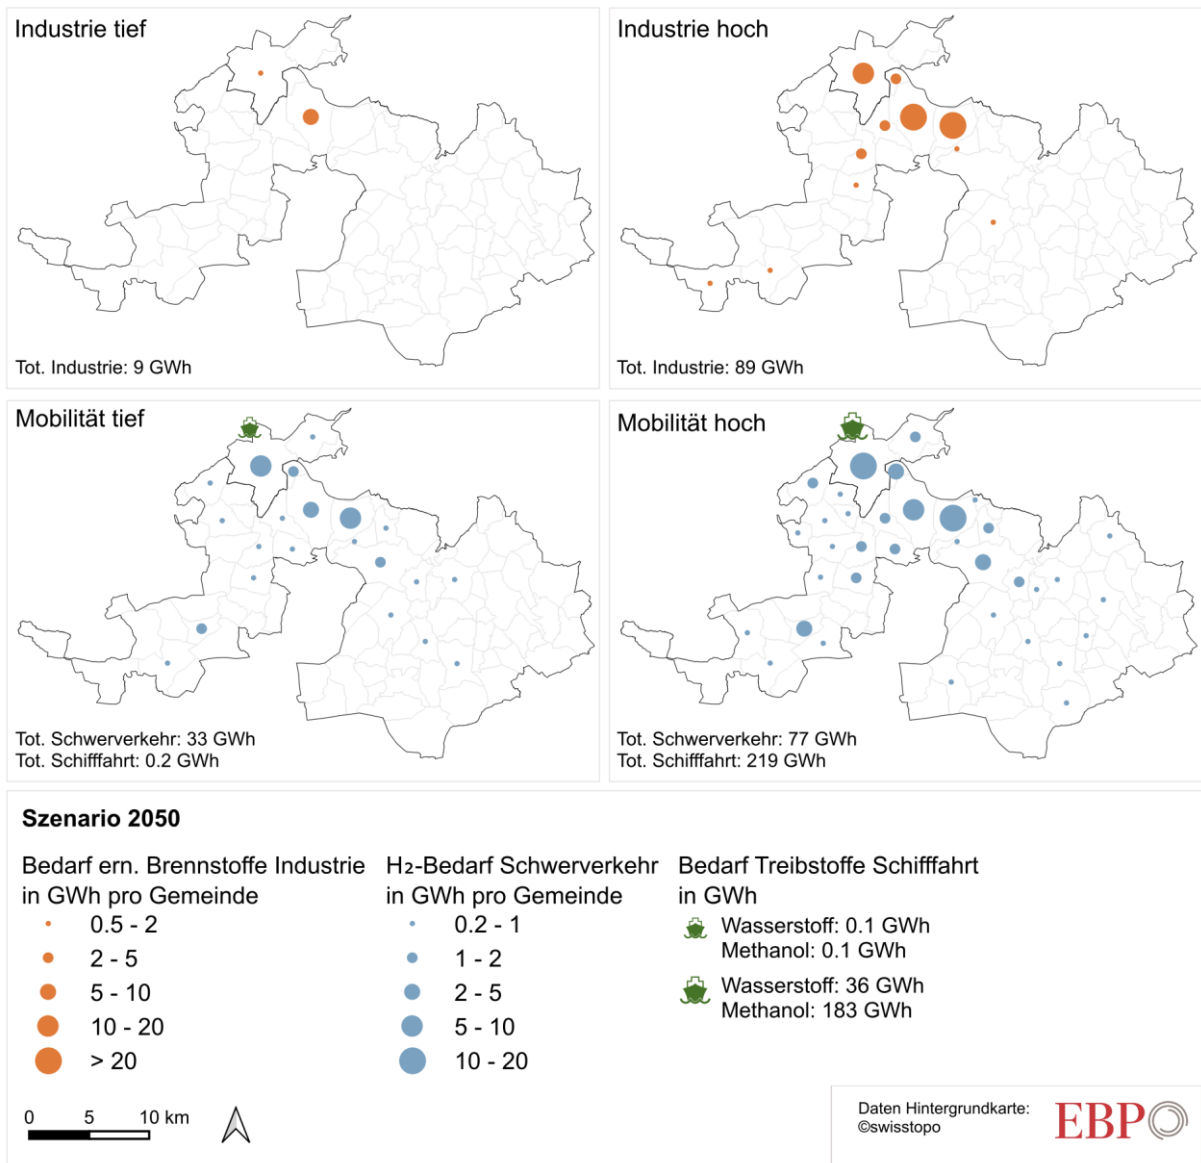 Industrie tief
Tot. Industrie: 9 GWh
Industrie hoch
Tot. Industrie: 89 GWh
Mobilität tief
Tot. Schwerverkehr: 33 GWh
Tot. Schifffahrt: 0.2 GWh
Mobilität hoch
Tot. Schwerverkehr: 77 GWh
Tot. Schifffahrt: 219 GWh
Szenario 2050
Bedarf ern. Brennstoffe Industrie
in GWh pro Gemeinde
0.5 - 2
2 - 5
5 - 10
10 - 20
> 20
H₂-Bedarf Schwerverkehr
in GWh pro Gemeinde
0.2 - 1
1 - 2
2 - 5
5 - 10
10 - 20
Bedarf Treibstoffe Schifffahrt
in GWh
Wasserstoff: 0.1 GWh
Methanol: 0.1 GWh
Wasserstoff: 36 GWh
Methanol: 183 GWh
0 5 10 km
Daten Hintergrundkarte:
©swisstopo
EBP